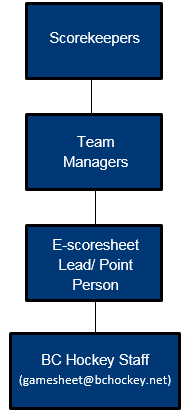 Scorekeepers
Team
Managers
E-scoresheet
Lead/ Point
Person
BC Hockey Staff
(gamesheet@bchockey.net)